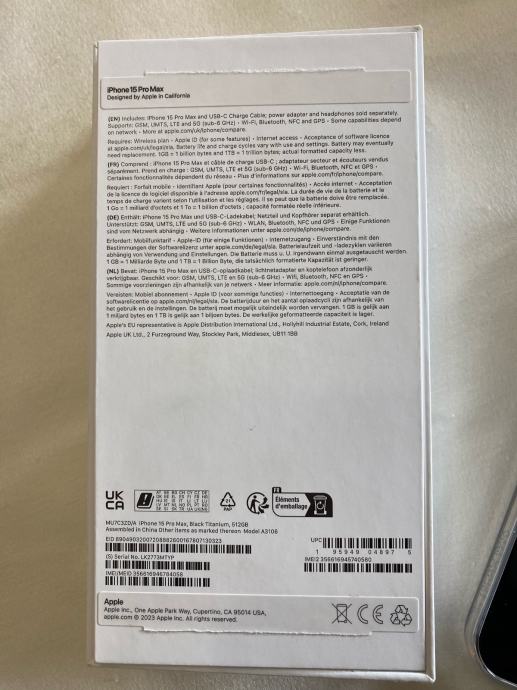 iPhone 15 Pro Max
Designed by Apple in California
(EN) Includes: iPhone 15 Pro Max and USB-C Charge Cable; power adapter and headphones sold separately.
Supports: GSM, UMTS, LTE and 5G (sub-6 GHz) • Wi-Fi, Bluetooth, NFC and GPS • Some capabilities depend
on network • More at apple.com/uk/iphone/compare.
Requires: Wireless plan • Apple ID (for some features) • Internet access • Acceptance of software licence
at apple.com/uk/legal/sla. Battery life and charge cycles vary with use and settings. Battery may eventually
need replacement. 1GB = 1 billion bytes and 1TB = 1 trillion bytes; actual formatted capacity less.
(FR) Comprend : iPhone 15 Pro Max et câble de charge USB-C ; adaptateur secteur et écouteurs vendus
séparément. Prend en charge : GSM, UMTS, LTE et 5G (sub-6 GHz) • Wi-Fi, Bluetooth, NFC et GPS •
Certaines fonctionnalités dépendent du réseau • Plus d'informations sur apple.com/fr/iphone/compare.
Requiert : Forfait mobile • Identifiant Apple (pour certaines fonctionnalités) • Accès internet • Acceptation
de la licence de logiciel disponible à l'adresse apple.com/fr/legal/sla. La durée de vie de la batterie et le
temps de charge varient selon l'utilisation et les réglages. Il se peut que la batterie doive être remplacée.
1 Go = 1 milliard d'octets et 1 To = 1 billion d'octets ; capacité formatée réelle inférieure.
(DE) Enthält: iPhone 15 Pro Max und USB-C-Ladekabel; Netzteil und Kopfhörer separat erhältlich.
Unterstützt: GSM, UMTS, LTE und 5G (sub-6 GHz) • WLAN, Bluetooth, NFC und GPS • Einige Funktionen
sind vom Netzwerk abhängig • Weitere Informationen unter apple.com/de/iphone/compare.
Erfordert: Mobilfunktarif • Apple-ID (für einige Funktionen) • Internetzugang • Einverständnis mit den
Bestimmungen der Softwarelizenz unter apple.com/de/legal/sla. Batterielaufzeit und -ladezyklen variieren
abhängig von Verwendung und Einstellungen. Die Batterie muss u. U. irgendwann einmal ausgetauscht werden.
1 GB = 1 Milliarde Byte und 1 TB = 1 Billion Byte, die tatsächlich formatierte Kapazität ist geringer.
(NL) Bevat: iPhone 15 Pro Max en USB-C-oplaadkabel; lichtnetadapter en koptelefoon afzonderlijk
verkrijgbaar. Geschikt voor: GSM, UMTS, LTE en 5G (sub-6 GHz) • Wifi, Bluetooth, NFC en GPS •
Sommige voorzieningen zijn afhankelijk van je netwerk • Meer informatie: apple.com/nl/iphone/compare.
Vereisten: Mobiel abonnement • Apple ID (voor sommige functies) • Internettoegang • Acceptatie van de
softwarelicentie op apple.com/nl/legal/sla. De batterijduur en het aantal oplaadcycli zijn afhankelijk van
het gebruik en de instellingen. De batterij moet mogelijk uiteindelijk worden vervangen. 1 GB is gelijk aan
1 miljard bytes en 1 TB is gelijk aan 1 biljoen bytes. De werkelijke geformatteerde capaciteit is lager.
Apple's EU representative is Apple Distribution International Ltd., Hollyhill Industrial Estate, Cork, Ireland
Apple UK Ltd., 2 Furzeground Way, Stockley Park, Middlesex, UB11 1BB
UK
CA
21
PAP
FR
Éléments
d'emballage
MU7C3ZD/A iPhone 15 Pro Max, Black Titanium, 512GB
Assembled in China Other items as marked thereon Model A3106
EID 89049032007208882600167807130323
(S) Serial No. LK2773MTYP
IMEI/MEID 356616946784058
UPC
1 95949 04897 5
IMEI2 356616945740580
Apple
Apple Inc., One Apple Park Way, Cupertino, CA 95014 USA,
apple.com © 2023 Apple Inc. All rights reserved.
CE